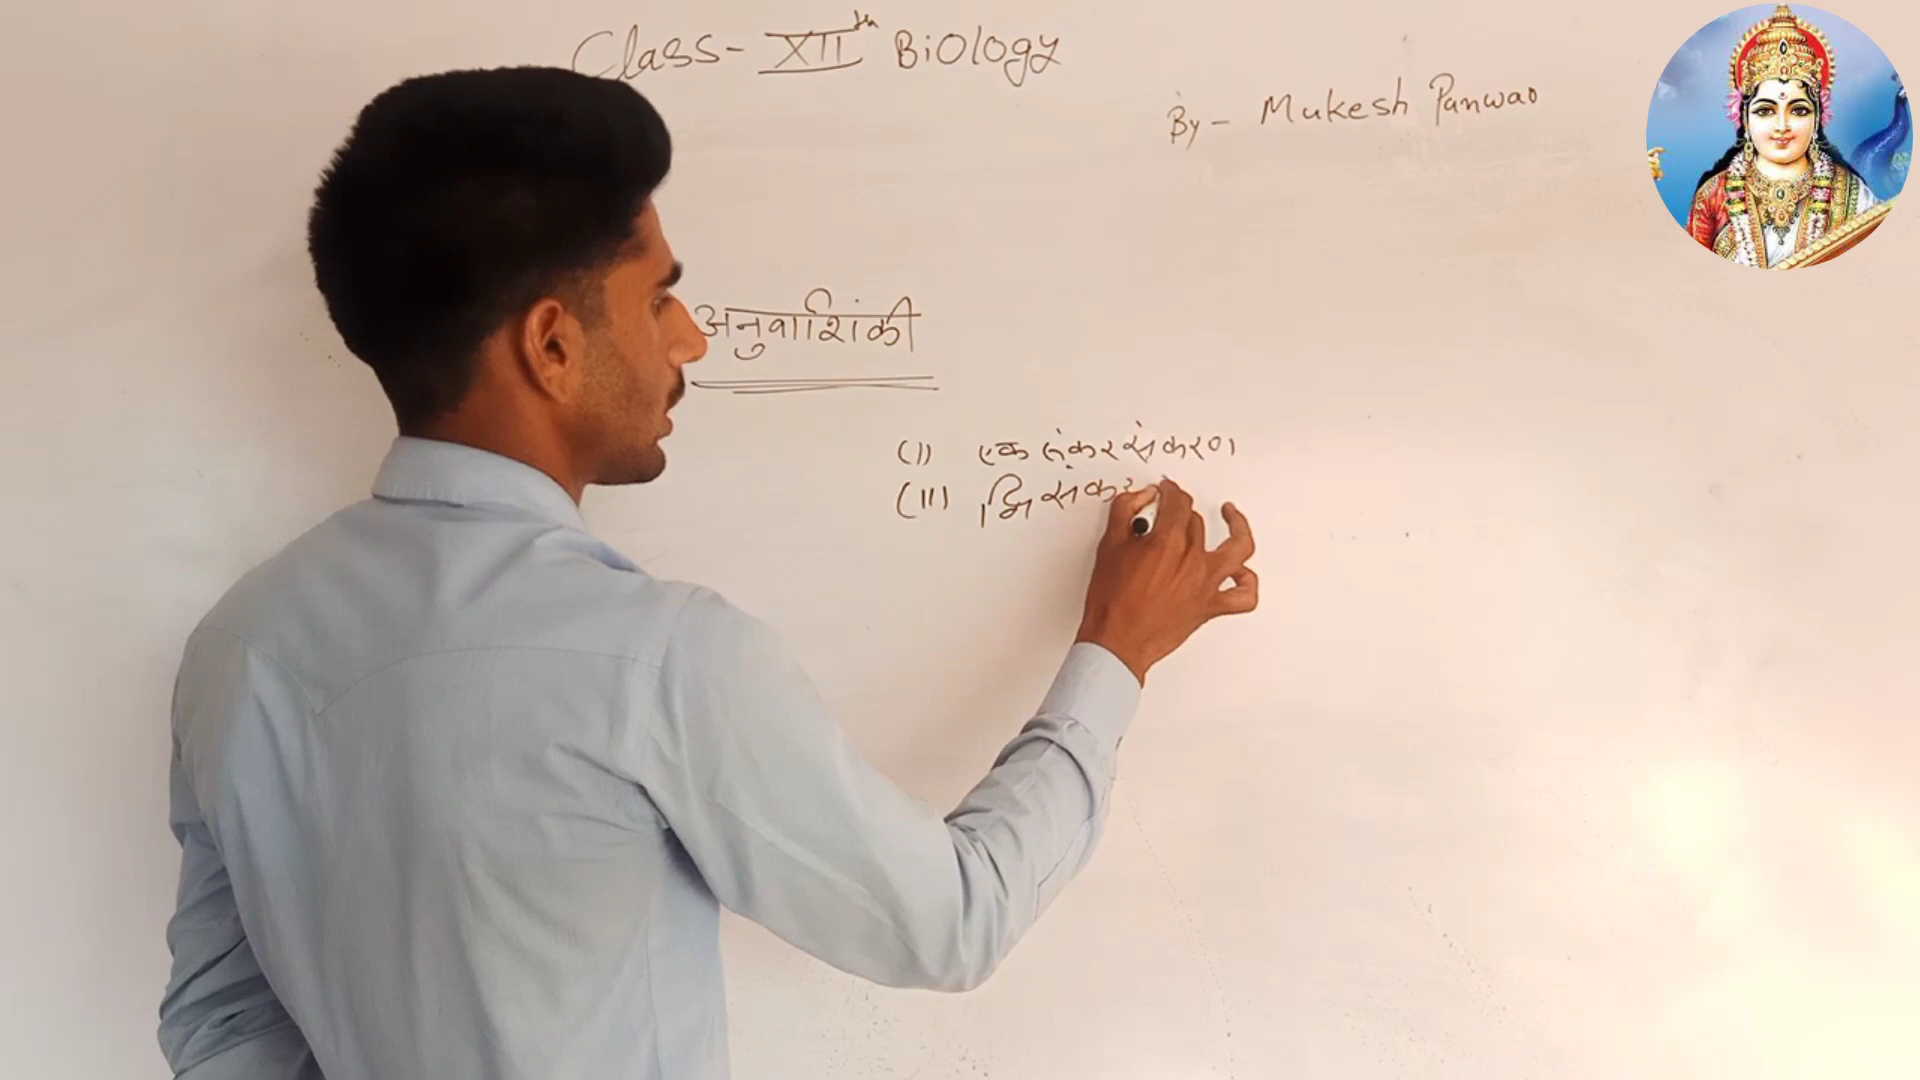 Class- XIIth Biology
By - Mukesh Panwar
अनुवाशिंकी
(I) एक संकर संकरण
(II) द्वि संकर